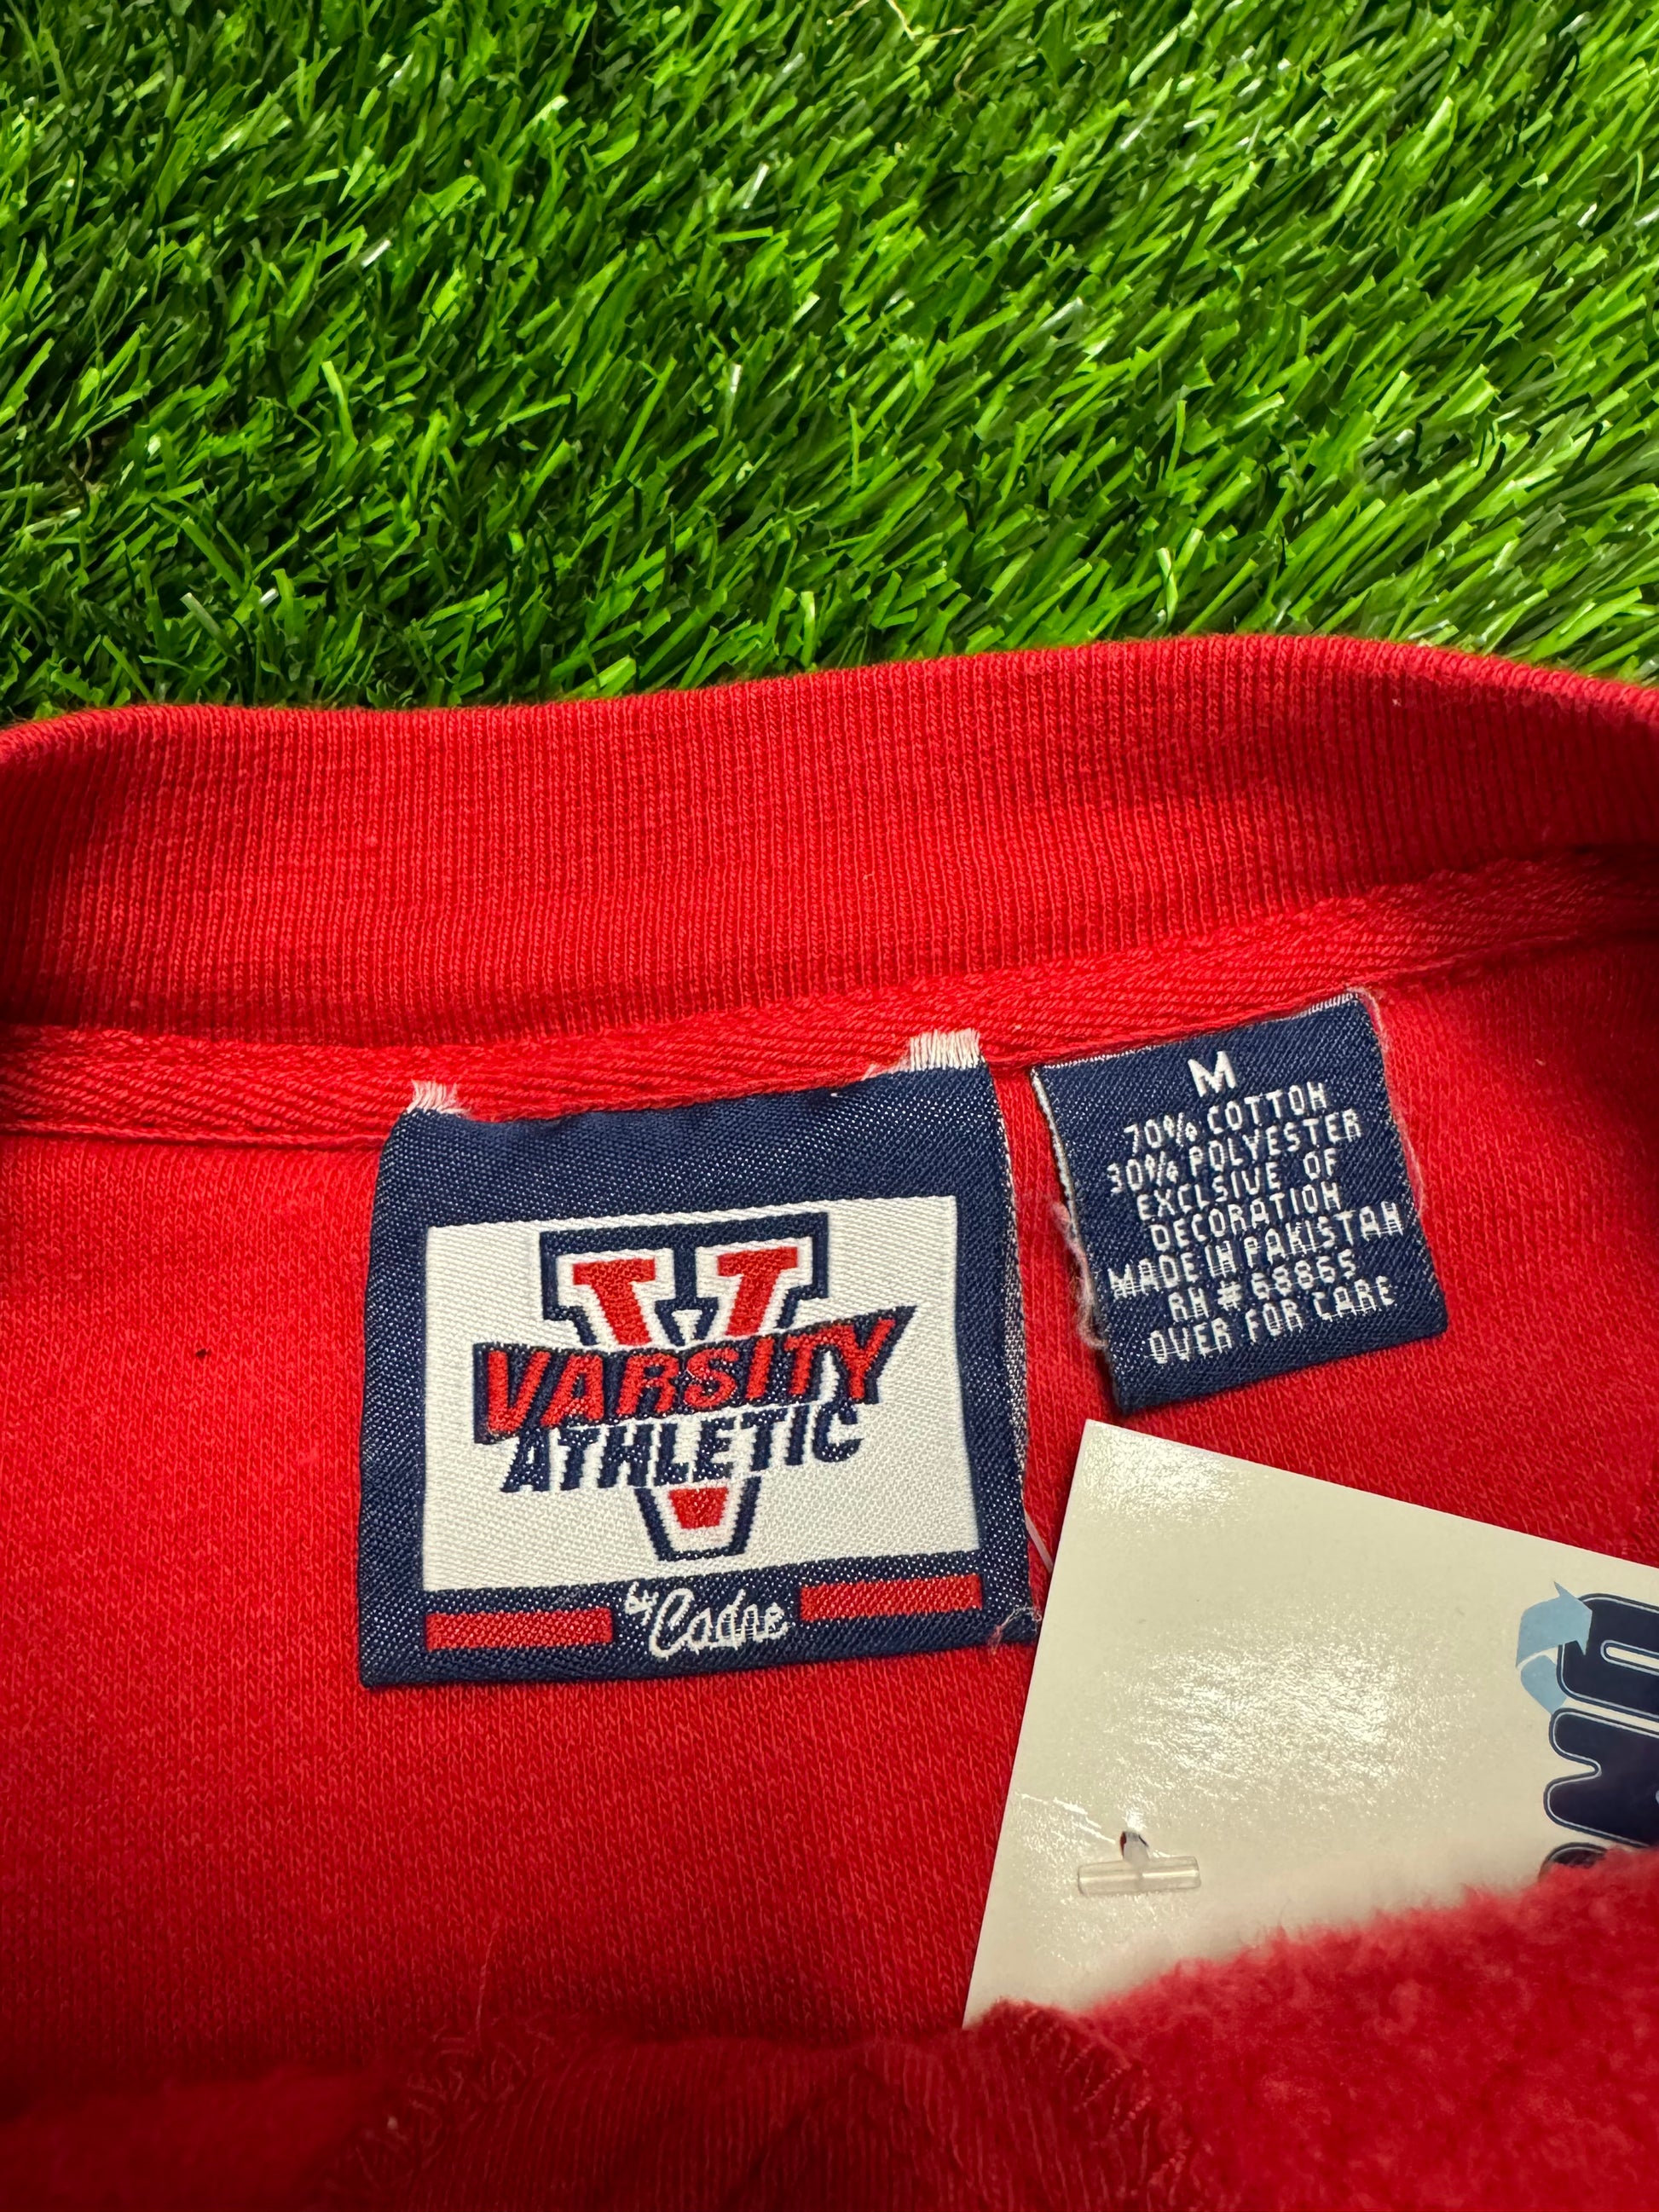 V
VARSITY
ATHLETIC
by Cadre
M
70% COTTON
30% POLYESTER
EXCLSIVE OF
DECORATION
MADE IN PAKISTAN
RN # 68865
OVER FOR CARE